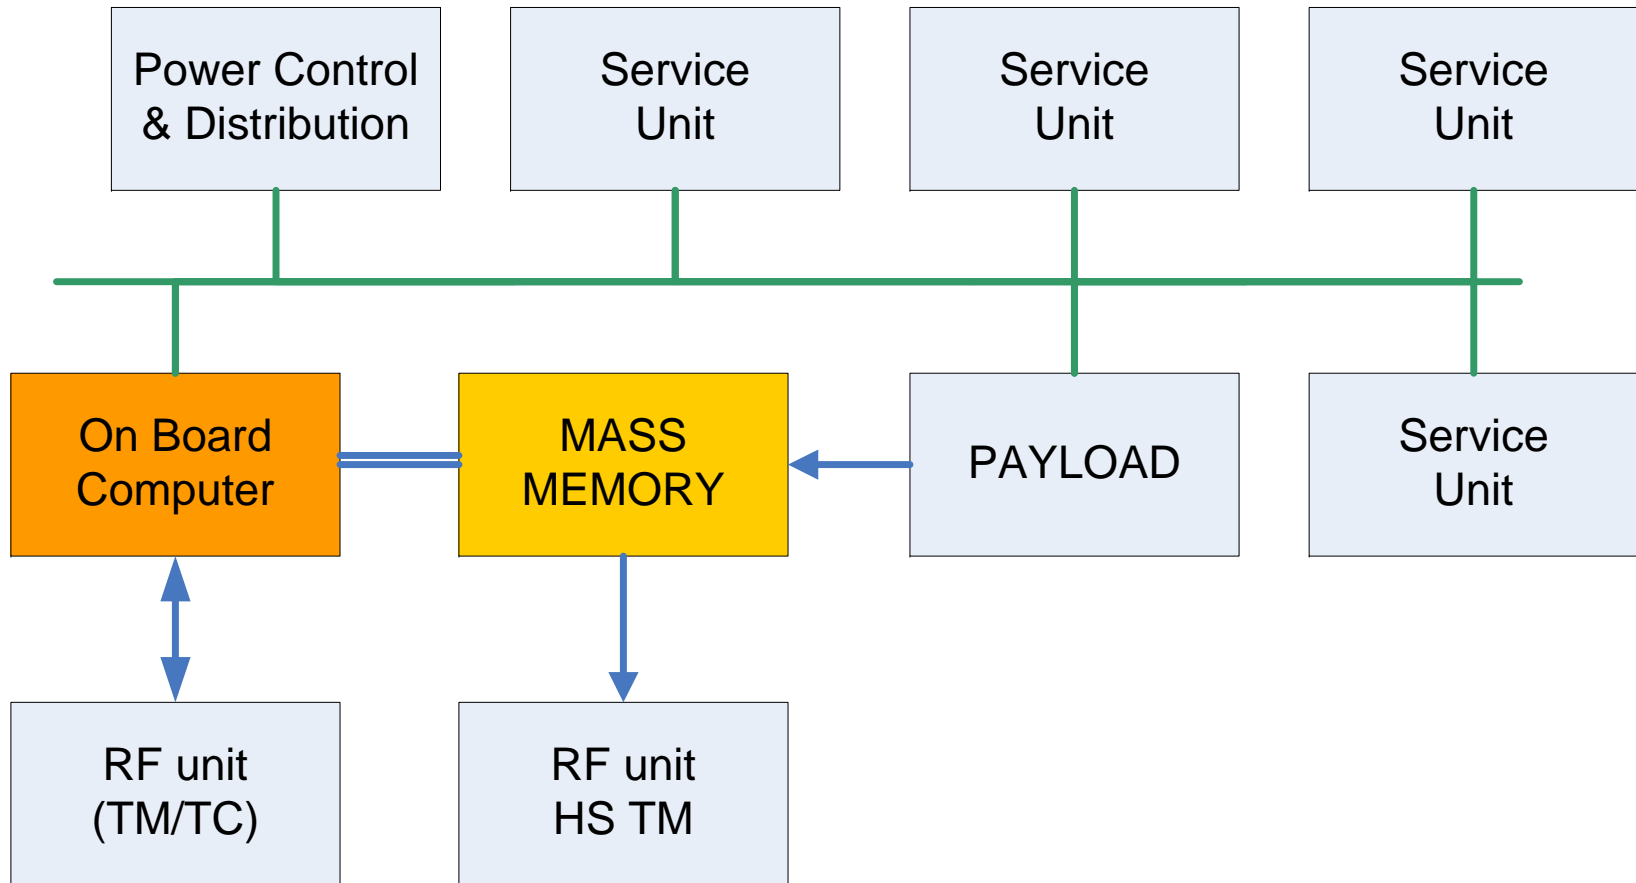 Power Control
& Distribution
Service
Unit
Service
Unit
Service
Unit
On Board
Computer
MASS
MEMORY
PAYLOAD
Service
Unit
RF unit
(TM/TC)
RF unit
HS TM